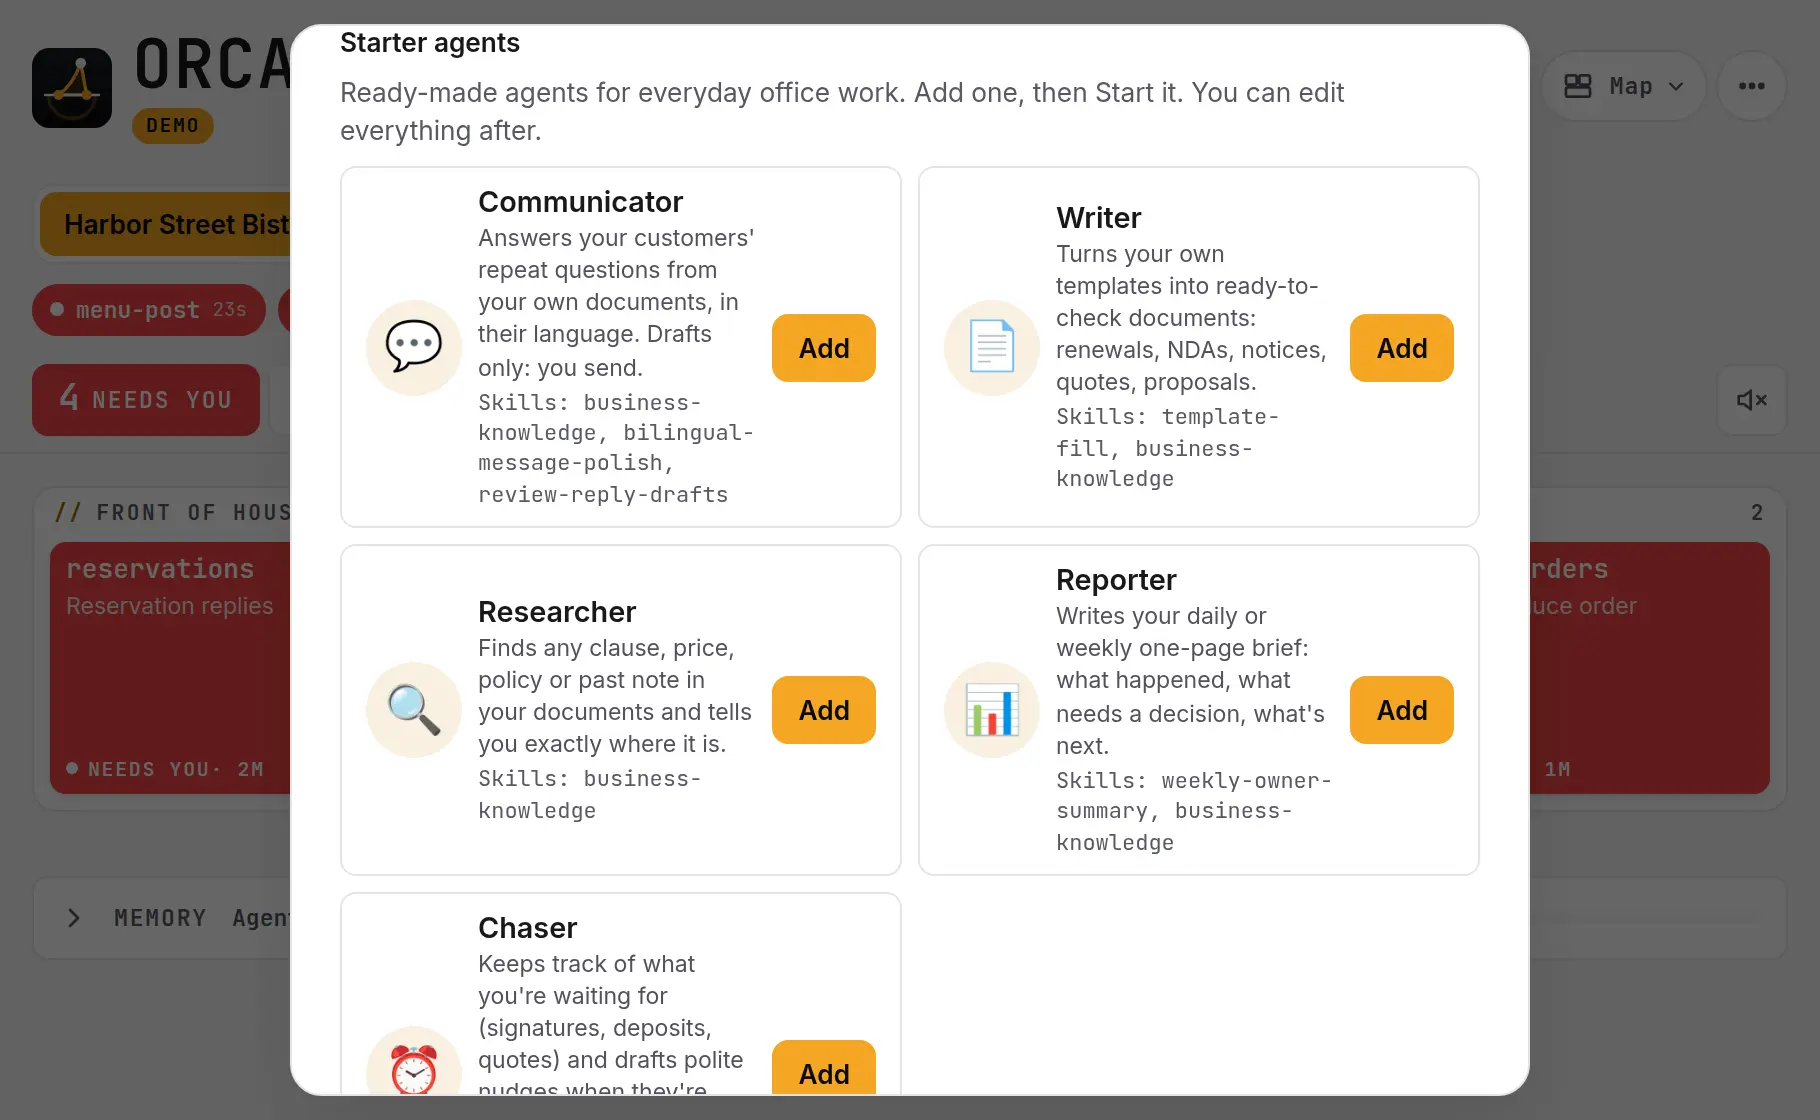 ORCA
DEMO
Map
Harbor Street Bist
menu-post 23s
4 NEEDS YOU
// FRONT OF HOUS
2
reservations
Reservation replies
NEEDS YOU· 2M
rders
uce order
1M
MEMORY Agent
Starter agents
Ready-made agents for everyday office work. Add one, then Start it. You can edit
everything after.
Communicator
Answers your customers'
repeat questions from
your own documents, in
their language. Drafts
only: you send.
Skills: business-
knowledge, bilingual-
message-polish,
review-reply-drafts
Add
Writer
Turns your own
templates into ready-to-
check documents:
renewals, NDAs, notices,
quotes, proposals.
Skills: template-
fill, business-
knowledge
Add
Researcher
Finds any clause, price,
policy or past note in
your documents and tells
you exactly where it is.
Skills: business-
knowledge
Add
Reporter
Writes your daily or
weekly one-page brief:
what happened, what
needs a decision, what's
next.
Skills: weekly-owner-
summary, business-
knowledge
Add
Chaser
Keeps track of what
you're waiting for
(signatures, deposits,
quotes) and drafts polite
nudges when they're
Add